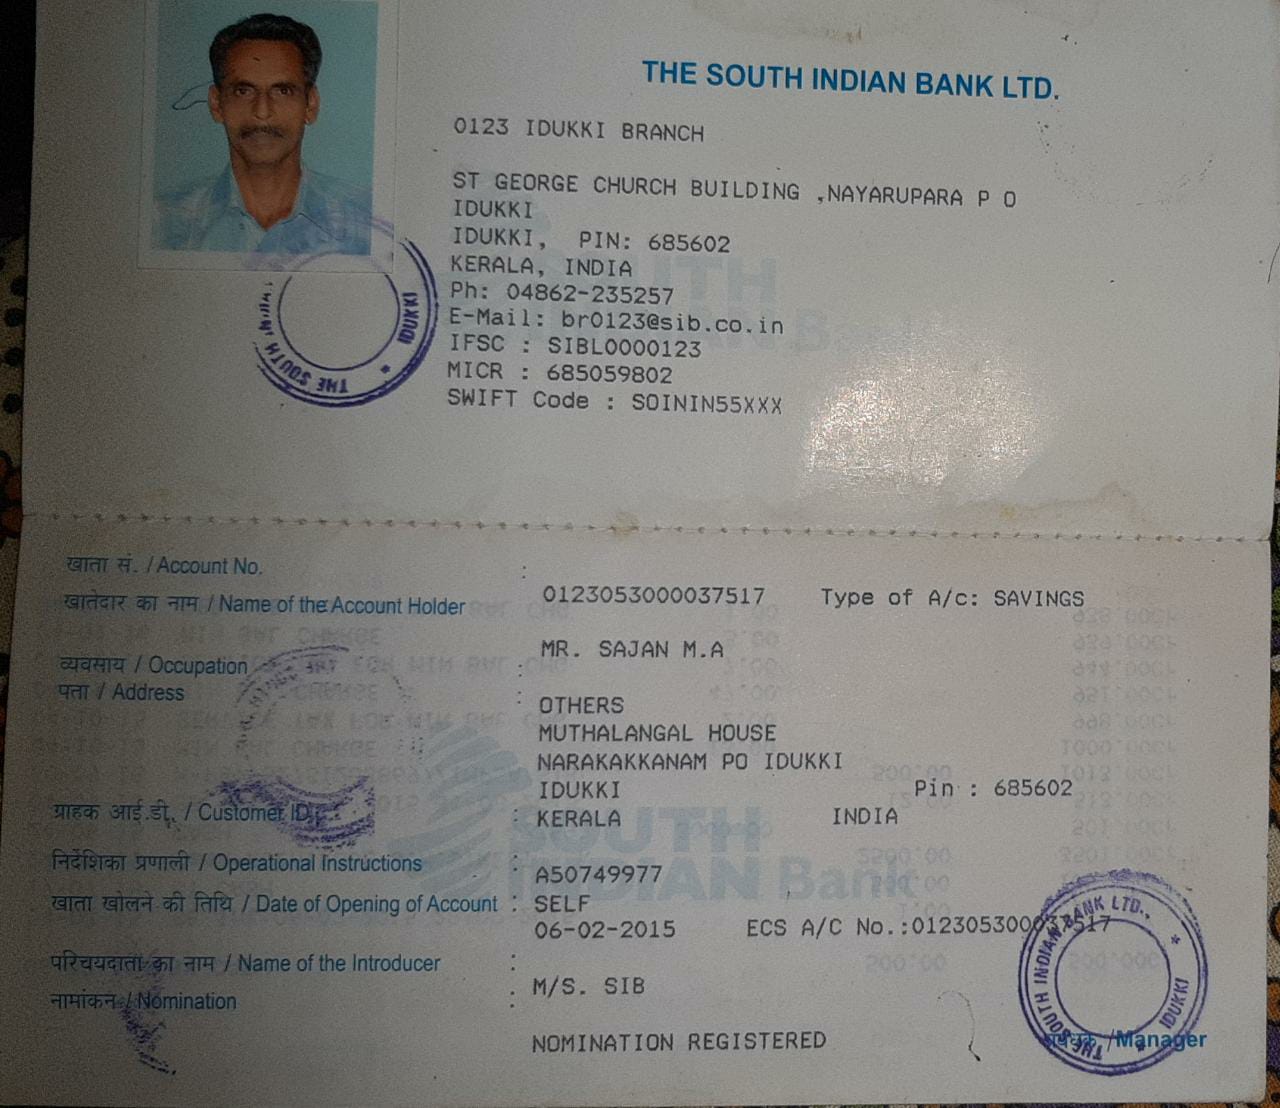 THE SOUTH INDIAN BANK LTD.
0123 IDUKKI BRANCH
ST GEORGE CHURCH BUILDING ,NAYARUPARA P O
IDUKKI
IDUKKI, PIN: 685602
KERALA, INDIA
Ph: 04862-235257
E-Mail: br0123@sib.co.in
IFSC : SIBL0000123
MICR : 685059802
SWIFT Code : SOININ55XXX
THE SOUTH INDI IDUKKI *
खाता सं. / Account No. :
0123053000037517 Type of A/c: SAVINGS
खातेदार का नाम / Name of the Account Holder
MR. SAJAN M.A
व्यवसाय / Occupation :
पत्ता / Address :
OTHERS
MUTHALANGAL HOUSE
NARAKAKKANAM PO IDUKKI
IDUKKI Pin : 685602
ग्राहक आई.डी. / Customer ID :
KERALA INDIA
SOUTH
INDIAN Bank
निर्देशिका प्रणाली / Operational Instructions :
A50749977
खाता खोलने की तिथि / Date of Opening of Account :
SELF
06-02-2015 ECS A/C No.:0123053000037517
परिचयदाता का नाम / Name of the Introducer :
M/S. SIB
नामांकन / Nomination :
NOMINATION REGISTERED
THE SOUTH INDIAN BANK LTD., * IDUKKI *
/Manager